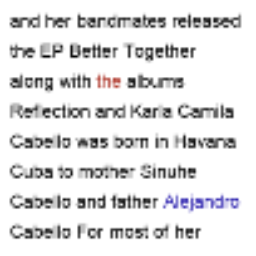 and her bandmates released
the EP Better Together
along with the albums
Reflection and Karla Camila
Cabello was born in Havana
Cuba to mother Sinuhe
Cabello and father Alejandro
Cabello For most of her